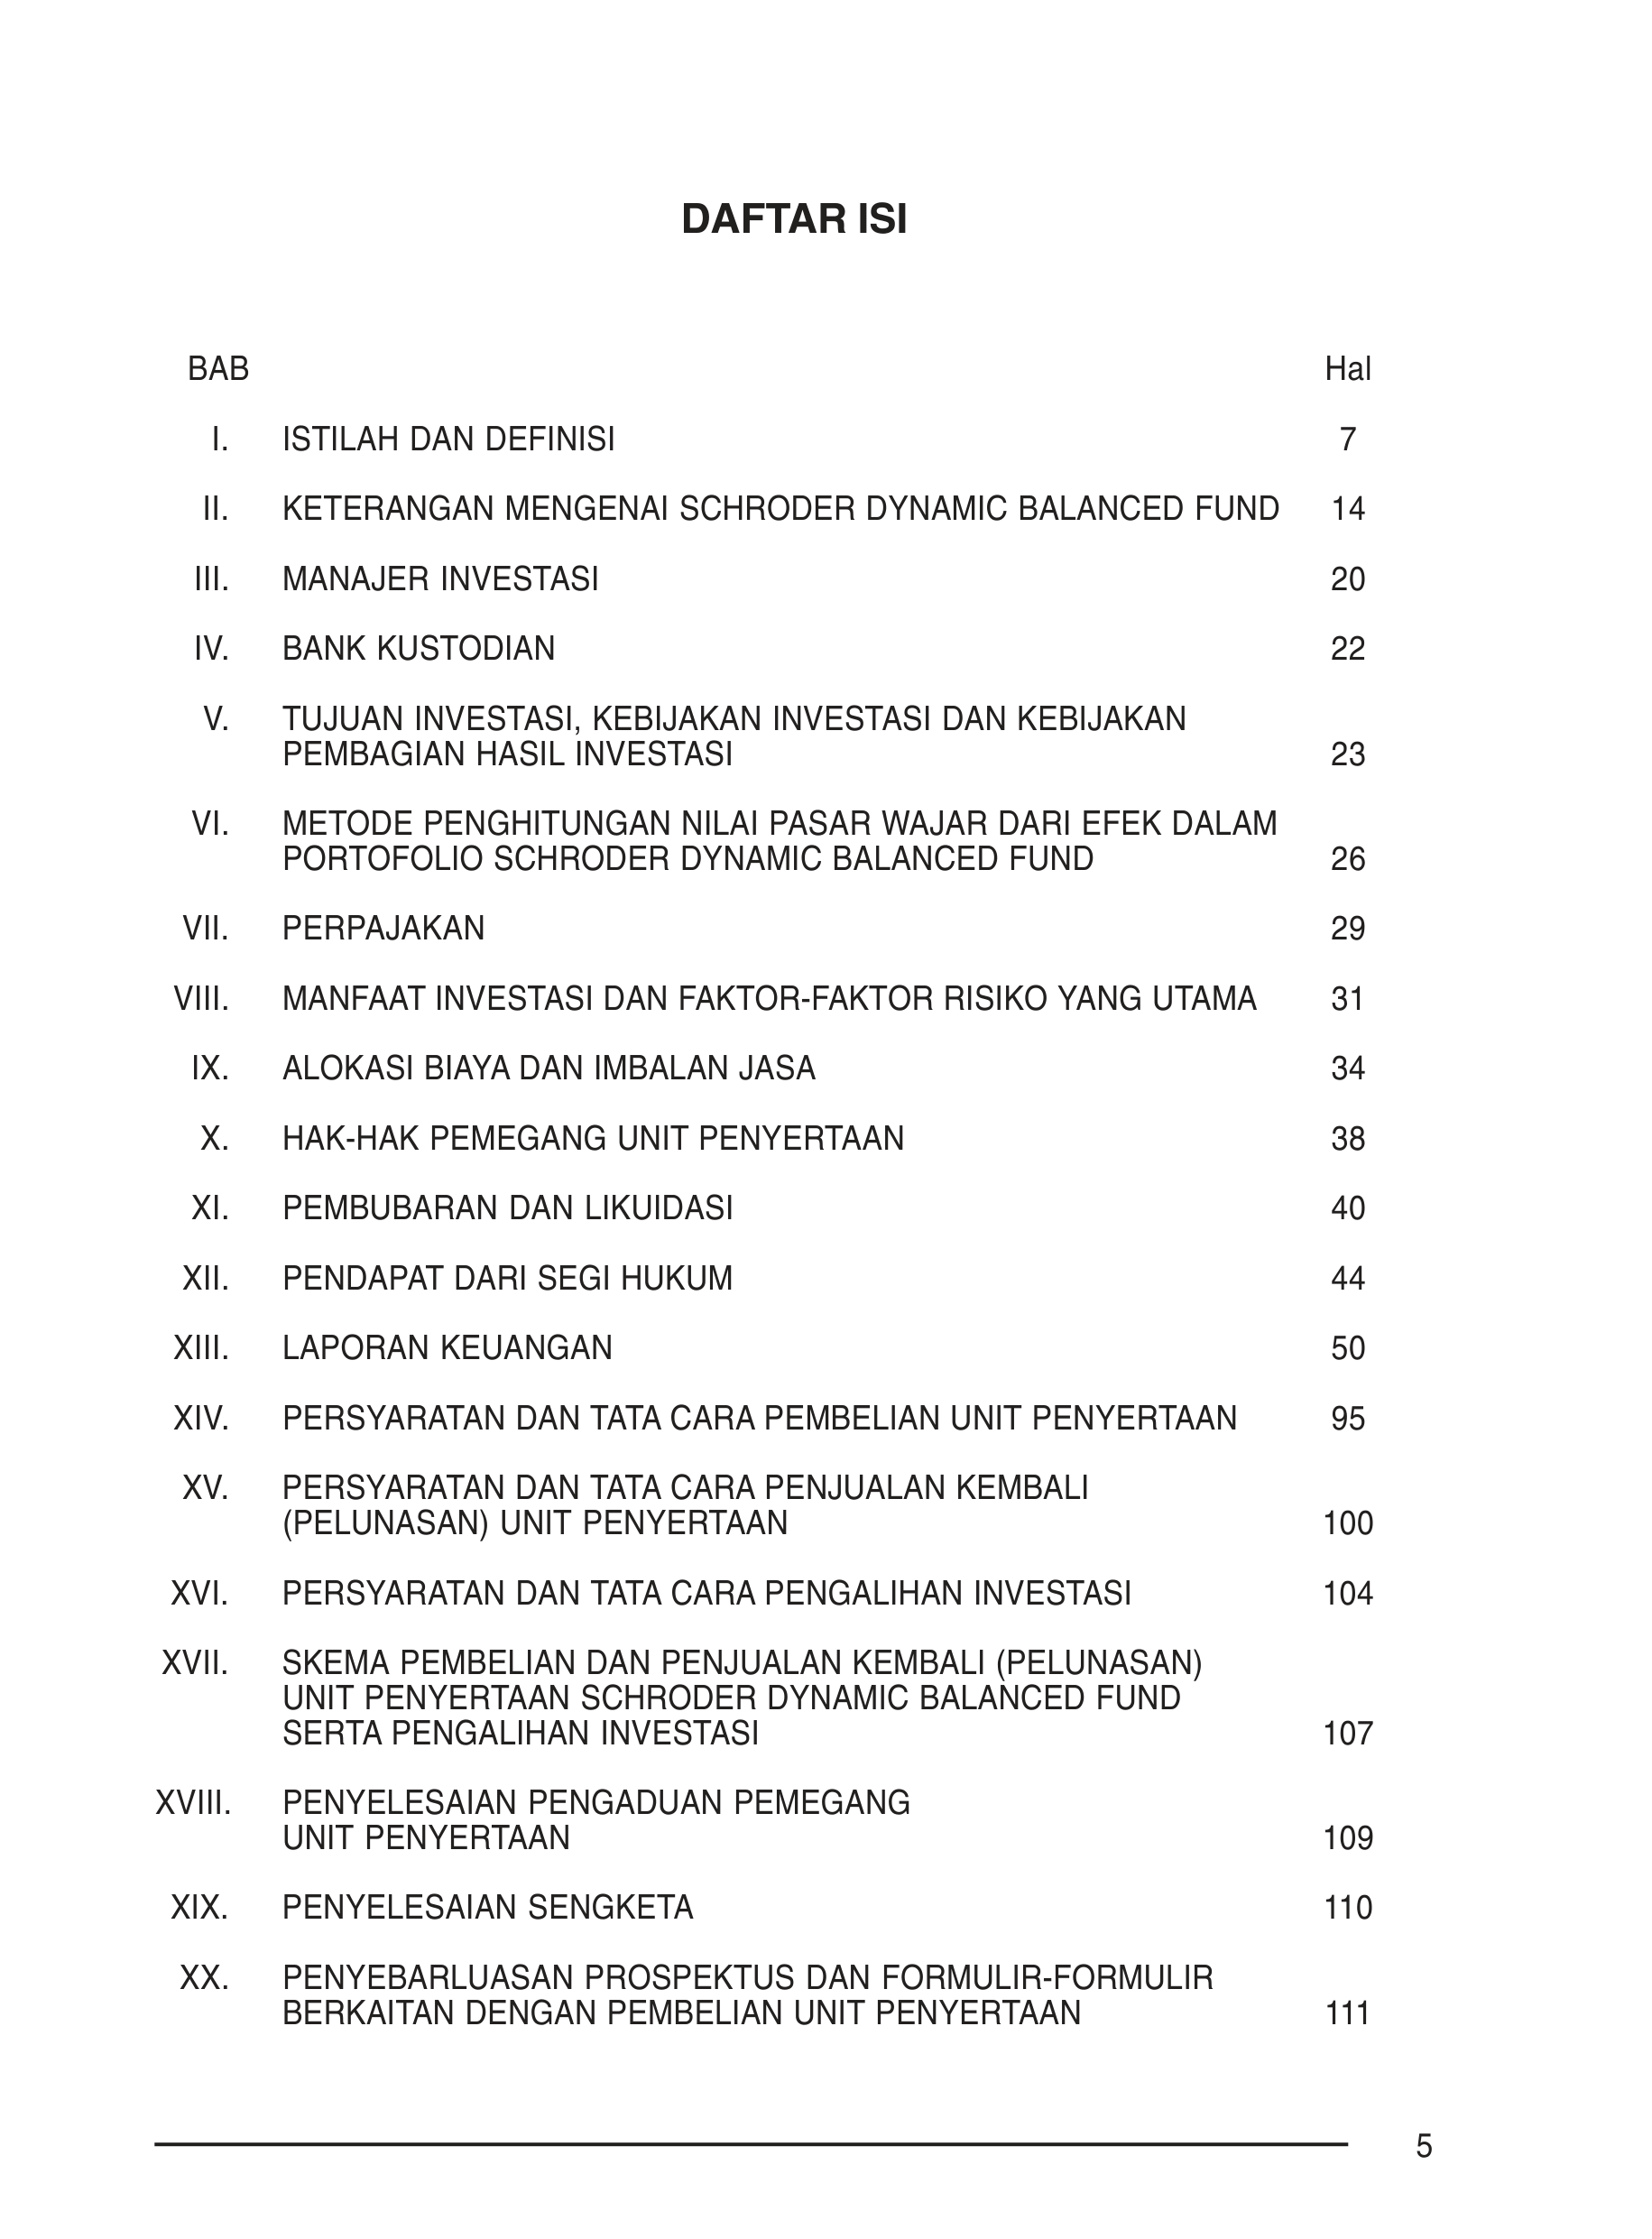 DAFTAR ISI
BAB Hal
I. ISTILAH DAN DEFINISI 7
II. KETERANGAN MENGENAI SCHRODER DYNAMIC BALANCED FUND 14
III. MANAJER INVESTASI 20
IV. BANK KUSTODIAN 22
V. TUJUAN INVESTASI, KEBIJAKAN INVESTASI DAN KEBIJAKAN
PEMBAGIAN HASIL INVESTASI 23
VI. METODE PENGHITUNGAN NILAI PASAR WAJAR DARI EFEK DALAM
PORTOFOLIO SCHRODER DYNAMIC BALANCED FUND 26
VII. PERPAJAKAN 29
VIII. MANFAAT INVESTASI DAN FAKTOR-FAKTOR RISIKO YANG UTAMA 31
IX. ALOKASI BIAYA DAN IMBALAN JASA 34
X. HAK-HAK PEMEGANG UNIT PENYERTAAN 38
XI. PEMBUBARAN DAN LIKUIDASI 40
XII. PENDAPAT DARI SEGI HUKUM 44
XIII. LAPORAN KEUANGAN 50
XIV. PERSYARATAN DAN TATA CARA PEMBELIAN UNIT PENYERTAAN 95
XV. PERSYARATAN DAN TATA CARA PENJUALAN KEMBALI
(PELUNASAN) UNIT PENYERTAAN 100
XVI. PERSYARATAN DAN TATA CARA PENGALIHAN INVESTASI 104
XVII. SKEMA PEMBELIAN DAN PENJUALAN KEMBALI (PELUNASAN)
UNIT PENYERTAAN SCHRODER DYNAMIC BALANCED FUND
SERTA PENGALIHAN INVESTASI 107
XVIII. PENYELESAIAN PENGADUAN PEMEGANG
UNIT PENYERTAAN 109
XIX. PENYELESAIAN SENGKETA 110
XX. PENYEBARLUASAN PROSPEKTUS DAN FORMULIR-FORMULIR
BERKAITAN DENGAN PEMBELIAN UNIT PENYERTAAN 111
5